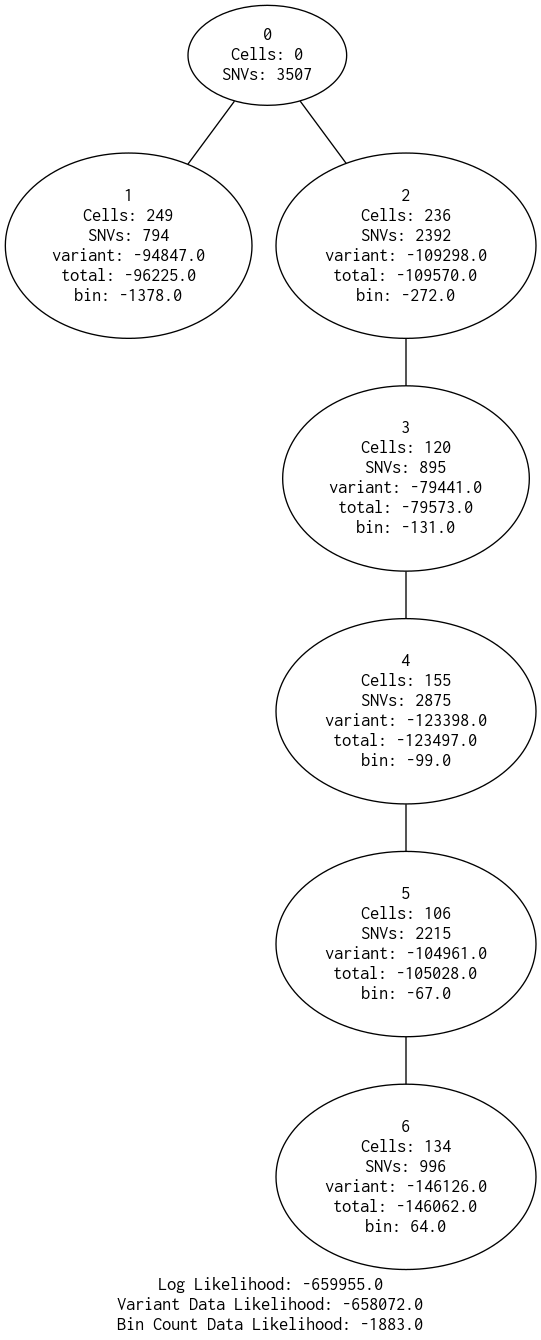 0
Cells: 0
SNVs: 3507
1
Cells: 249
SNVs: 794
variant: -94847.0
total: -96225.0
bin: -1378.0
2
Cells: 236
SNVs: 2392
variant: -109298.0
total: -109570.0
bin: -272.0
3
Cells: 120
SNVs: 895
variant: -79441.0
total: -79573.0
bin: -131.0
4
Cells: 155
SNVs: 2875
variant: -123398.0
total: -123497.0
bin: -99.0
5
Cells: 106
SNVs: 2215
variant: -104961.0
total: -105028.0
bin: -67.0
6
Cells: 134
SNVs: 996
variant: -146126.0
total: -146062.0
bin: 64.0
Log Likelihood: -659955.0
Variant Data Likelihood: -658072.0
Bin Count Data Likelihood: -1883.0